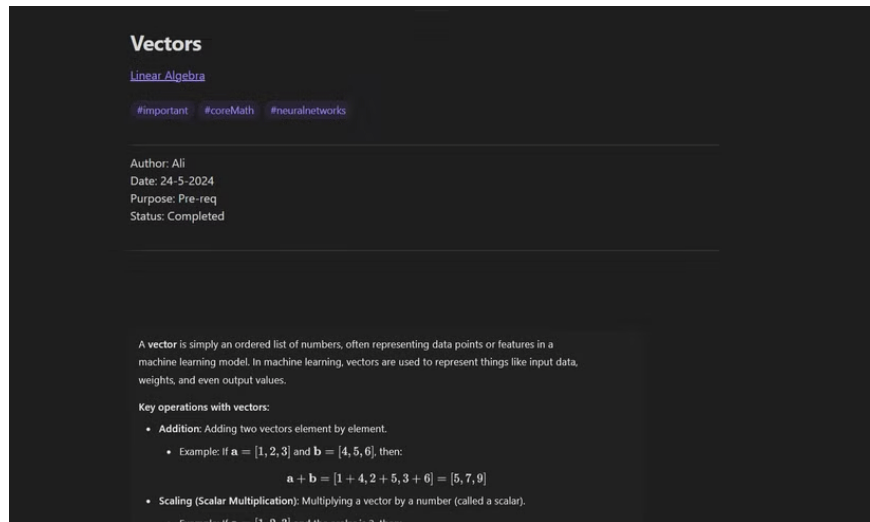 Vectors
Linear Algebra
#important #coreMath #neuralnetworks
Author: Ali
Date: 24-5-2024
Purpose: Pre-req
Status: Completed
A vector is simply an ordered list of numbers, often representing data points or features in a
machine learning model. In machine learning, vectors are used to represent things like input data,
weights, and even output values.
Key operations with vectors:
• Addition: Adding two vectors element by element.
• Example: If a = [1, 2, 3] and b = [4, 5, 6], then:
a + b = [1 + 4, 2 + 5, 3 + 6] = [5, 7, 9]
• Scaling (Scalar Multiplication): Multiplying a vector by a number (called a scalar).